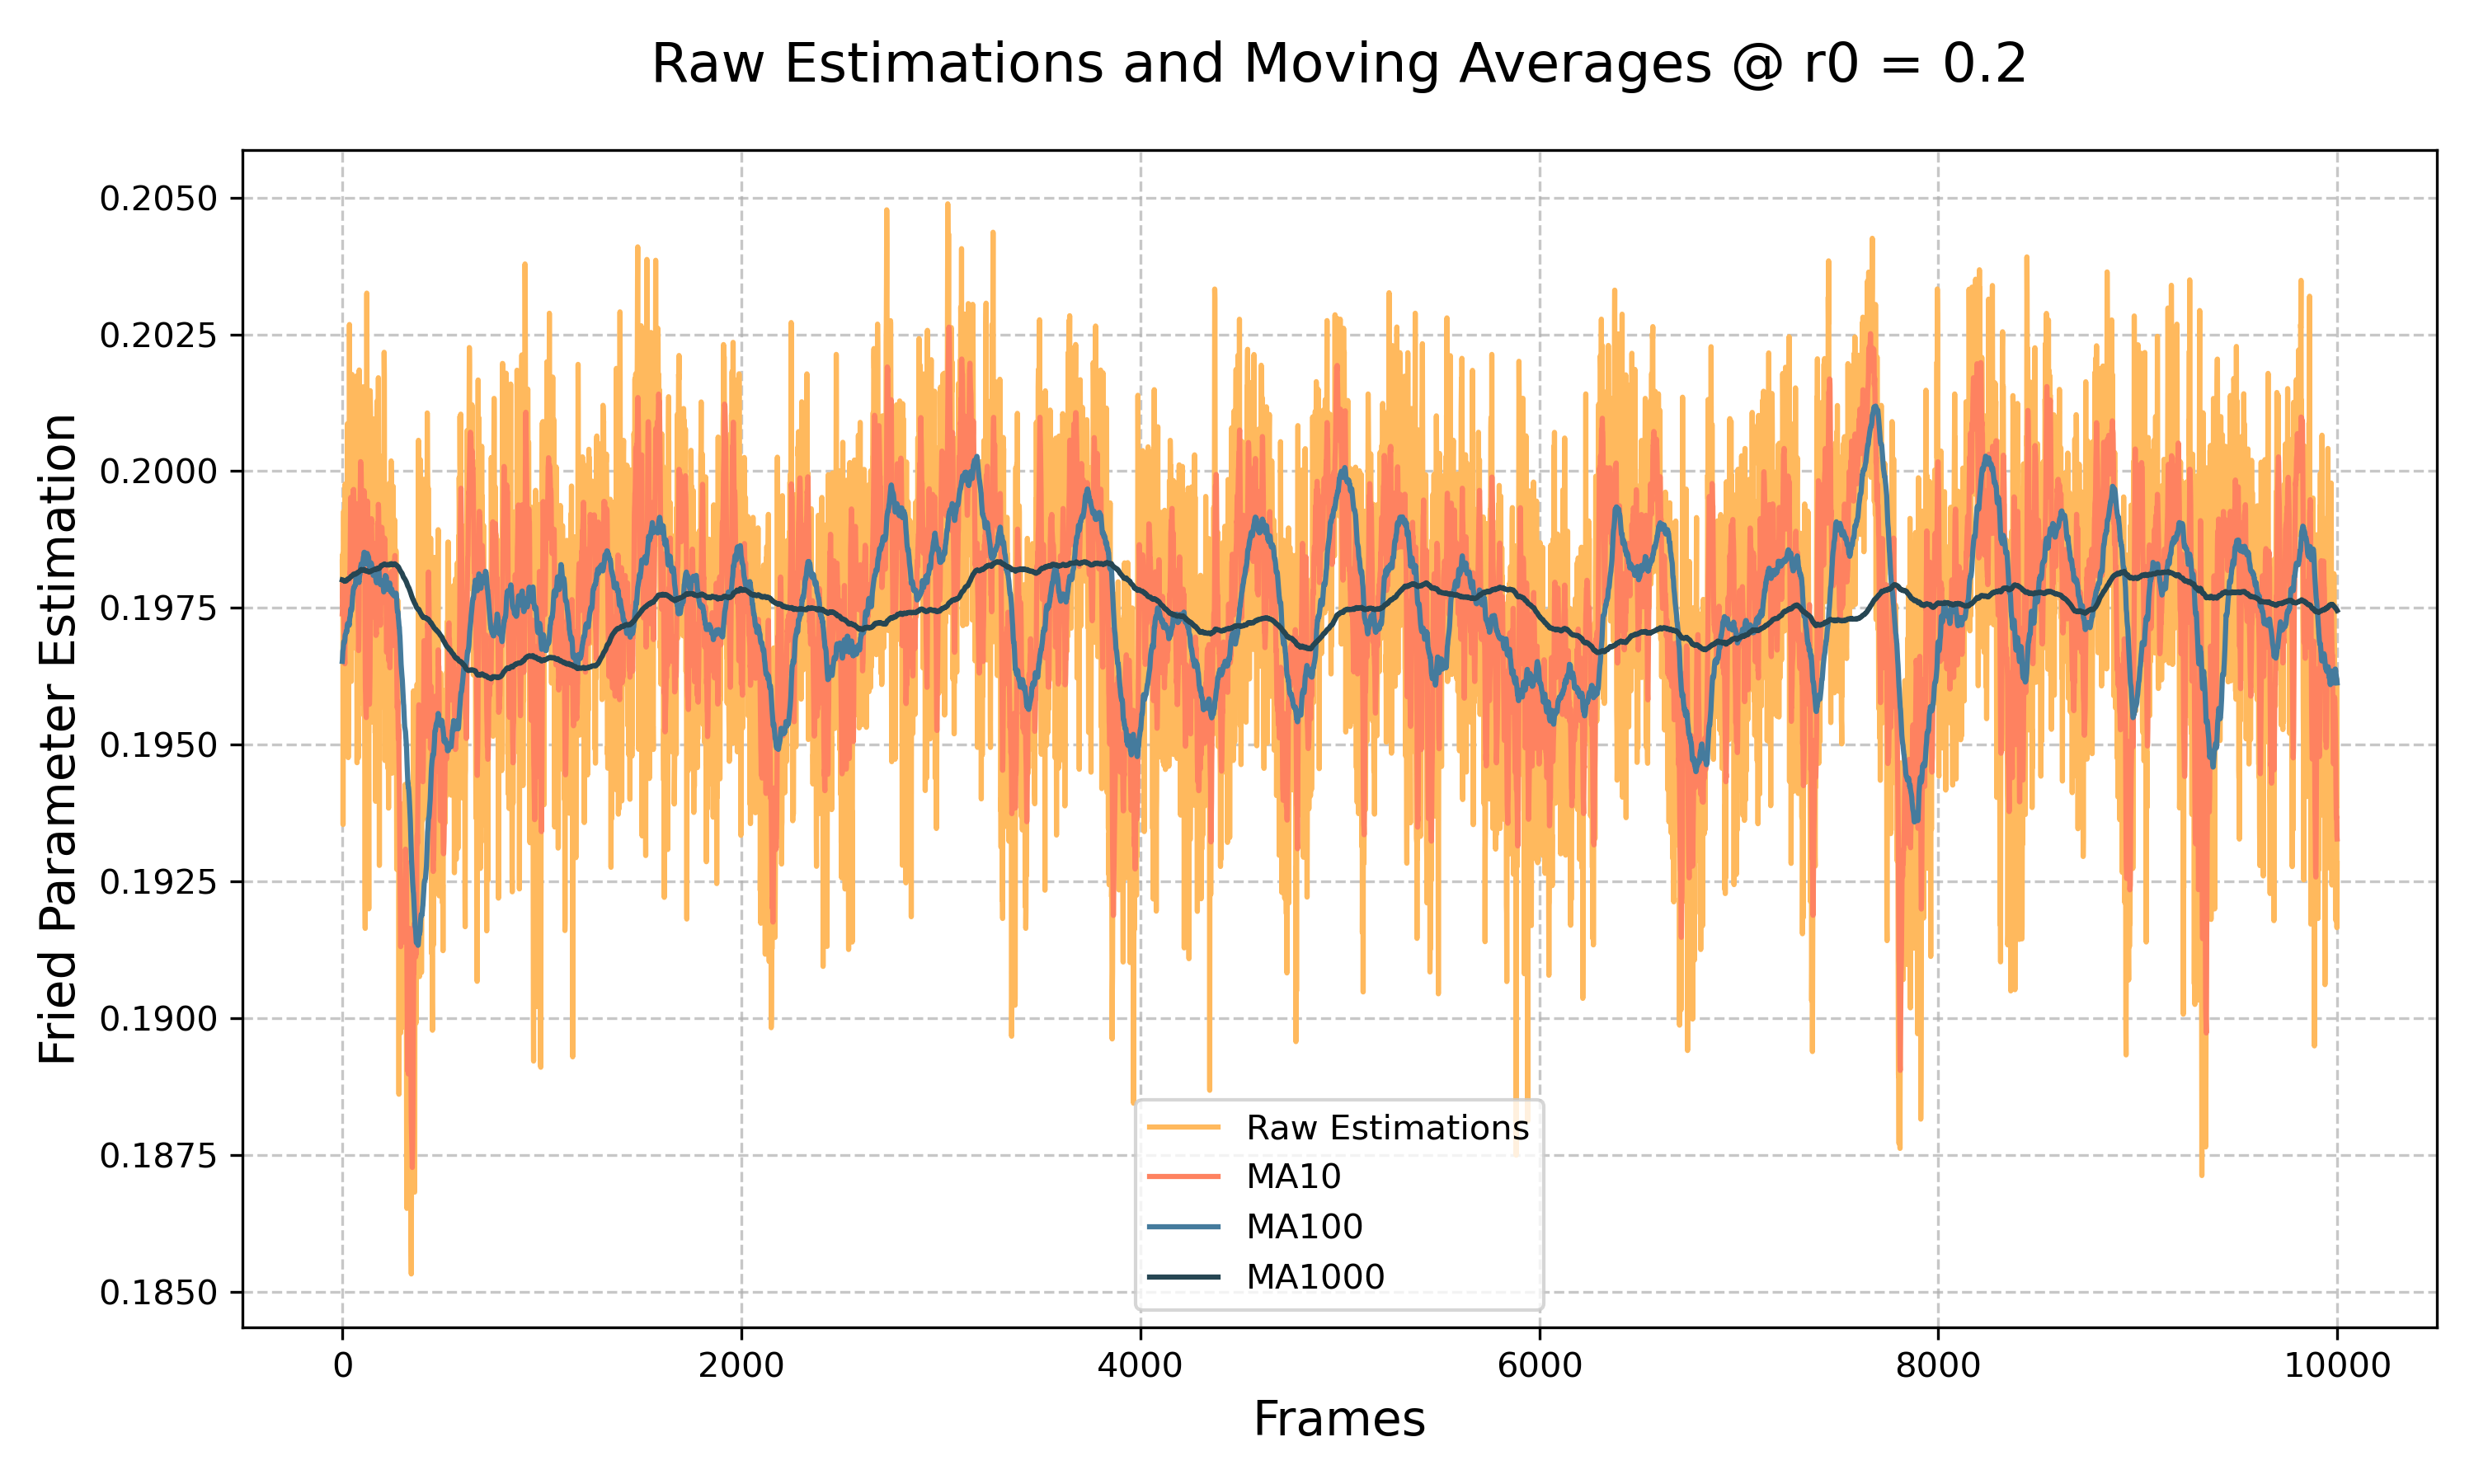 Raw Estimations and Moving Averages @ r0 = 0.2
Fried Parameter Estimation
0.2050
0.2025
0.2000
0.1975
0.1950
0.1925
0.1900
0.1875
0.1850
Raw Estimations
MA10
MA100
MA1000
0 2000 4000 6000 8000 10000
Frames